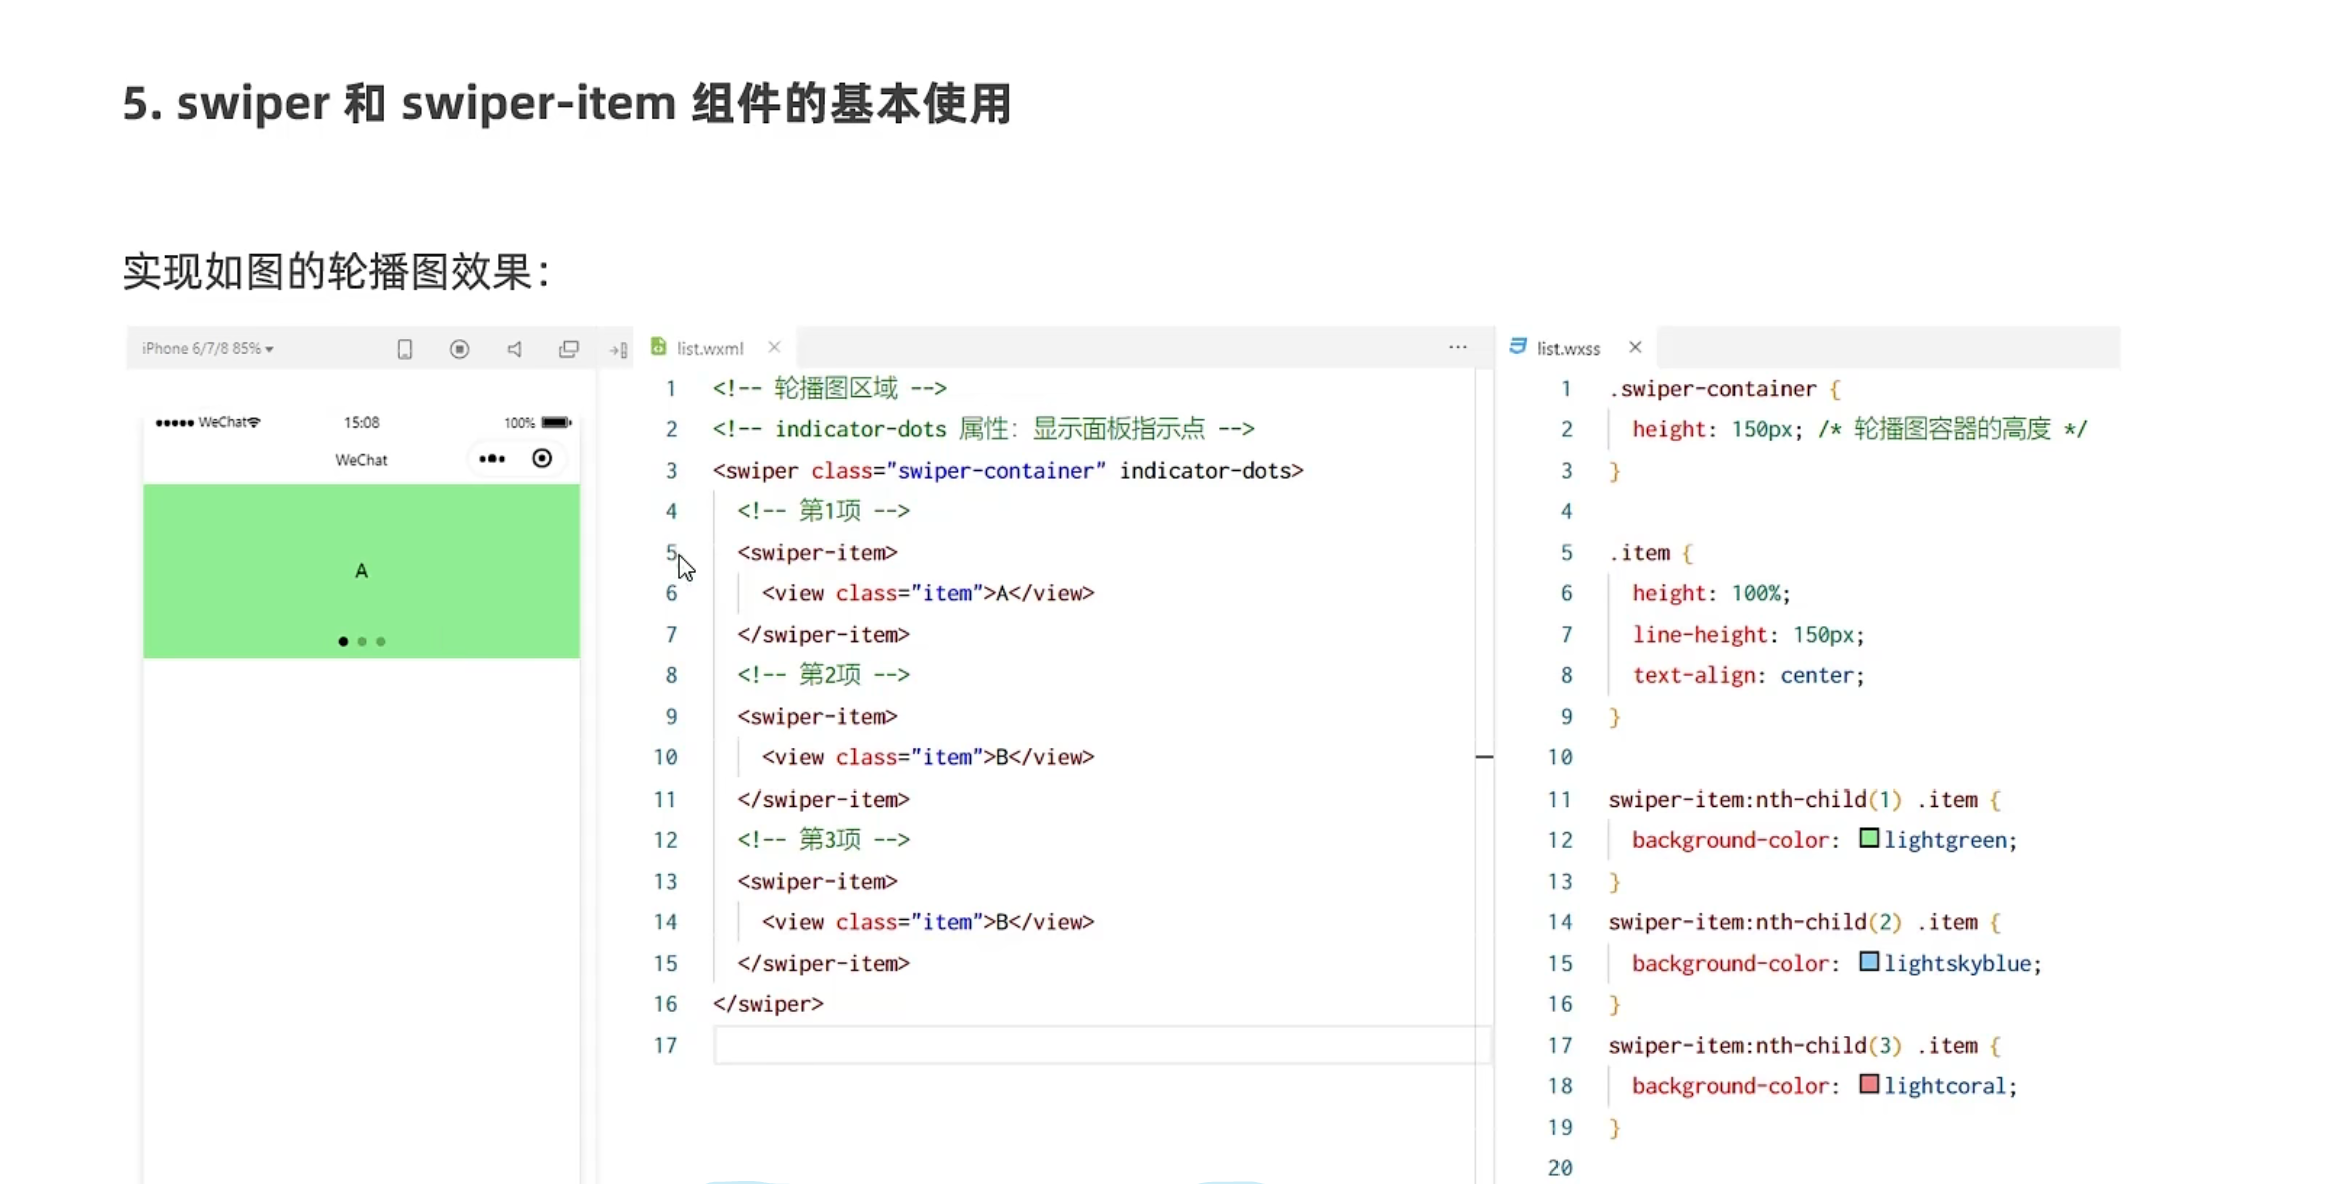 5. swiper 和 swiper-item 组件的基本使用
实现如图的轮播图效果：
iPhone 6/7/8 85%
WeChat
15:08
100%
WeChat
A
list.wxml
1 <!-- 轮播图区域 -->
2 <!-- indicator-dots 属性：显示面板指示点 -->
3 <swiper class="swiper-container" indicator-dots>
4 <!-- 第1项 -->
5 <swiper-item>
6 <view class="item">A</view>
7 </swiper-item>
8 <!-- 第2项 -->
9 <swiper-item>
10 <view class="item">B</view>
11 </swiper-item>
12 <!-- 第3项 -->
13 <swiper-item>
14 <view class="item">B</view>
15 </swiper-item>
16 </swiper>
17
list.wxss
1 .swiper-container {
2 height: 150px; /* 轮播图容器的高度 */
3 }
4
5 .item {
6 height: 100%;
7 line-height: 150px;
8 text-align: center;
9 }
10
11 swiper-item:nth-child(1) .item {
12 background-color: lightgreen;
13 }
14 swiper-item:nth-child(2) .item {
15 background-color: lightskyblue;
16 }
17 swiper-item:nth-child(3) .item {
18 background-color: lightcoral;
19 }
20